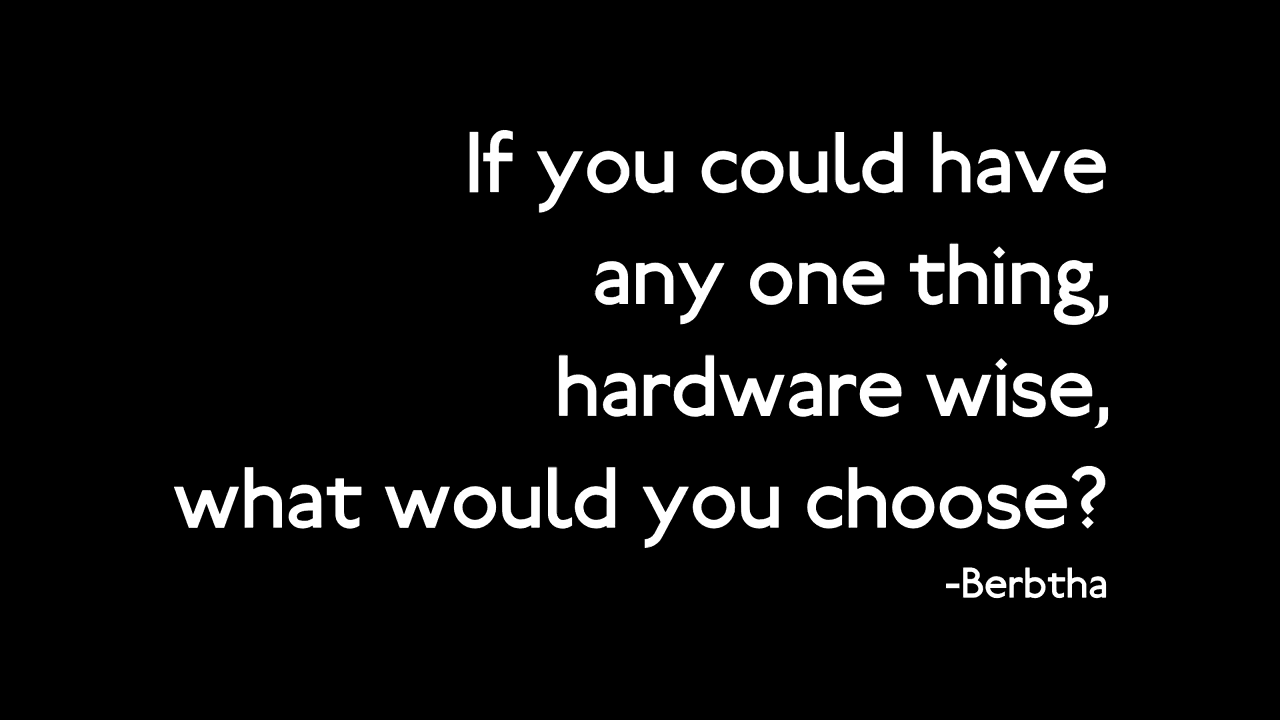 If you could have
any one thing,
hardware wise,
what would you choose?
-Berbtha